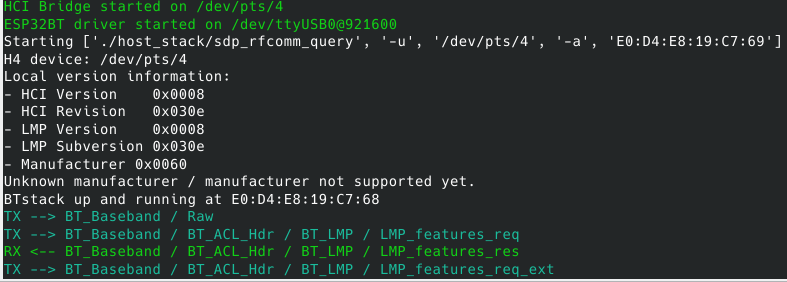 HCI Bridge started on /dev/pts/4
ESP32BT driver started on /dev/ttyUSB0@921600
Starting ['./host_stack/sdp_rfcomm_query', '-u', '/dev/pts/4', '-a', 'E0:D4:E8:19:C7:69']
H4 device: /dev/pts/4
Local version information:
- HCI Version    0x0008
- HCI Revision   0x030e
- LMP Version    0x0008
- LMP Subversion 0x030e
- Manufacturer 0x0060
Unknown manufacturer / manufacturer not supported yet.
BTstack up and running at E0:D4:E8:19:C7:68
TX --> BT_Baseband / Raw
TX --> BT_Baseband / BT_ACL_Hdr / BT_LMP / LMP_features_req
RX <-- BT_Baseband / BT_ACL_Hdr / BT_LMP / LMP_features_res
TX --> BT_Baseband / BT_ACL_Hdr / BT_LMP / LMP_features_req_ext